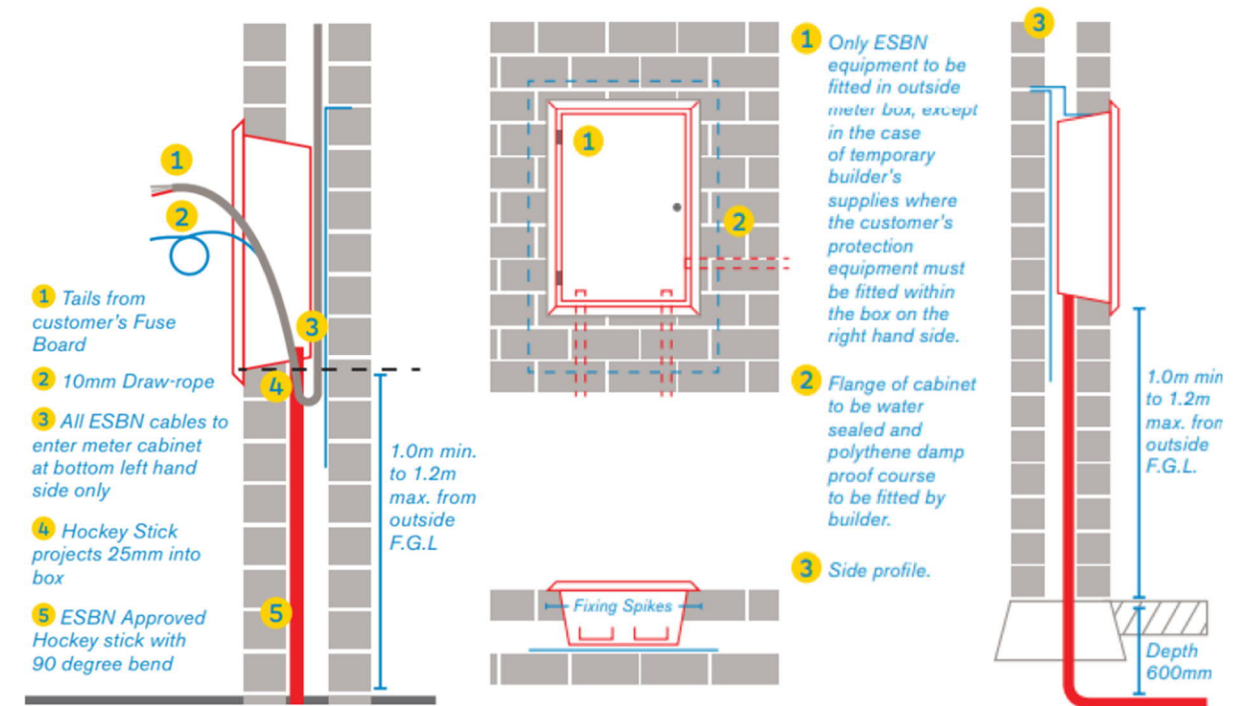 1
2
1 Tails from
customer's Fuse
Board
2 10mm Draw-rope
3 All ESBN cables to
enter meter cabinet
at bottom left hand
side only
4 Hockey Stick
projects 25mm into
box
5 ESBN Approved
Hockey stick with
90 degree bend
3
4
5
1.0m min.
to 1.2m
max. from
outside
F.G.L
1
2
Fixing Spikes
1 Only ESBN
equipment to be
fitted in outside
meter box, except
in the case
of temporary
builder's
supplies where
the customer's
protection
equipment must
be fitted within
the box on the
right hand side.
2 Flange of cabinet
to be water
sealed and
polythene damp
proof course
to be fitted by
builder.
3 Side profile.
3
1.0m min
to 1.2m
max. from
outside
F.G.L.
Depth
600mm